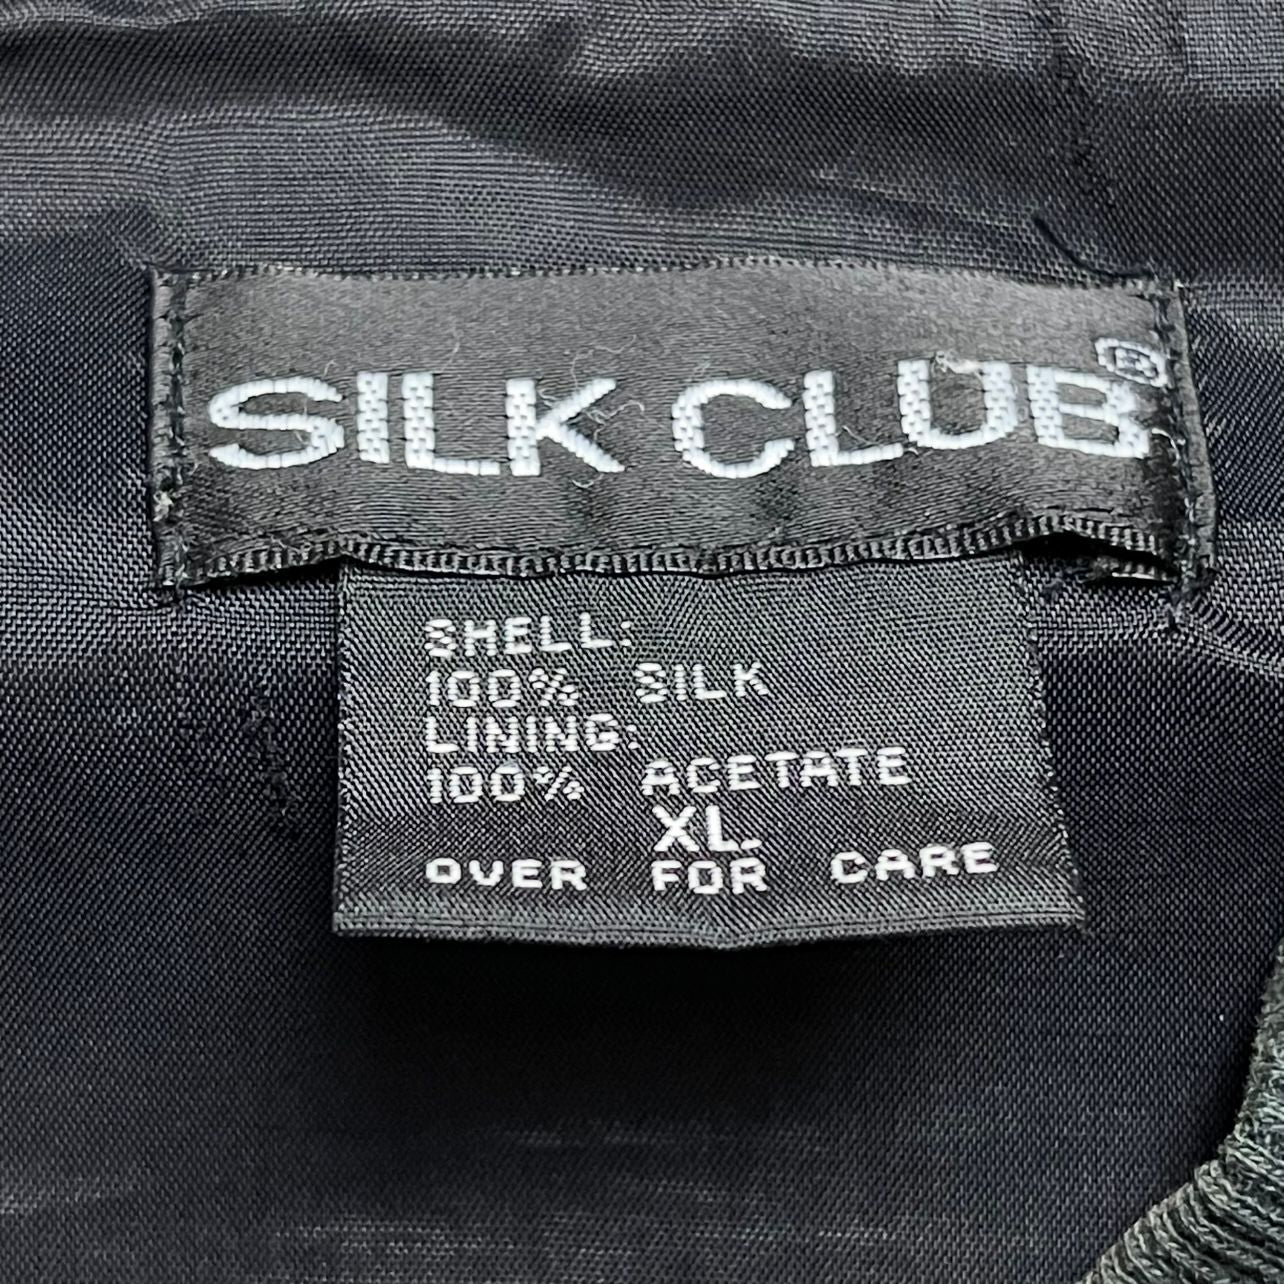 SILK CLUB®
SHELL:
100% SILK
LINING:
100% ACETATE
XL.
OVER FOR CARE